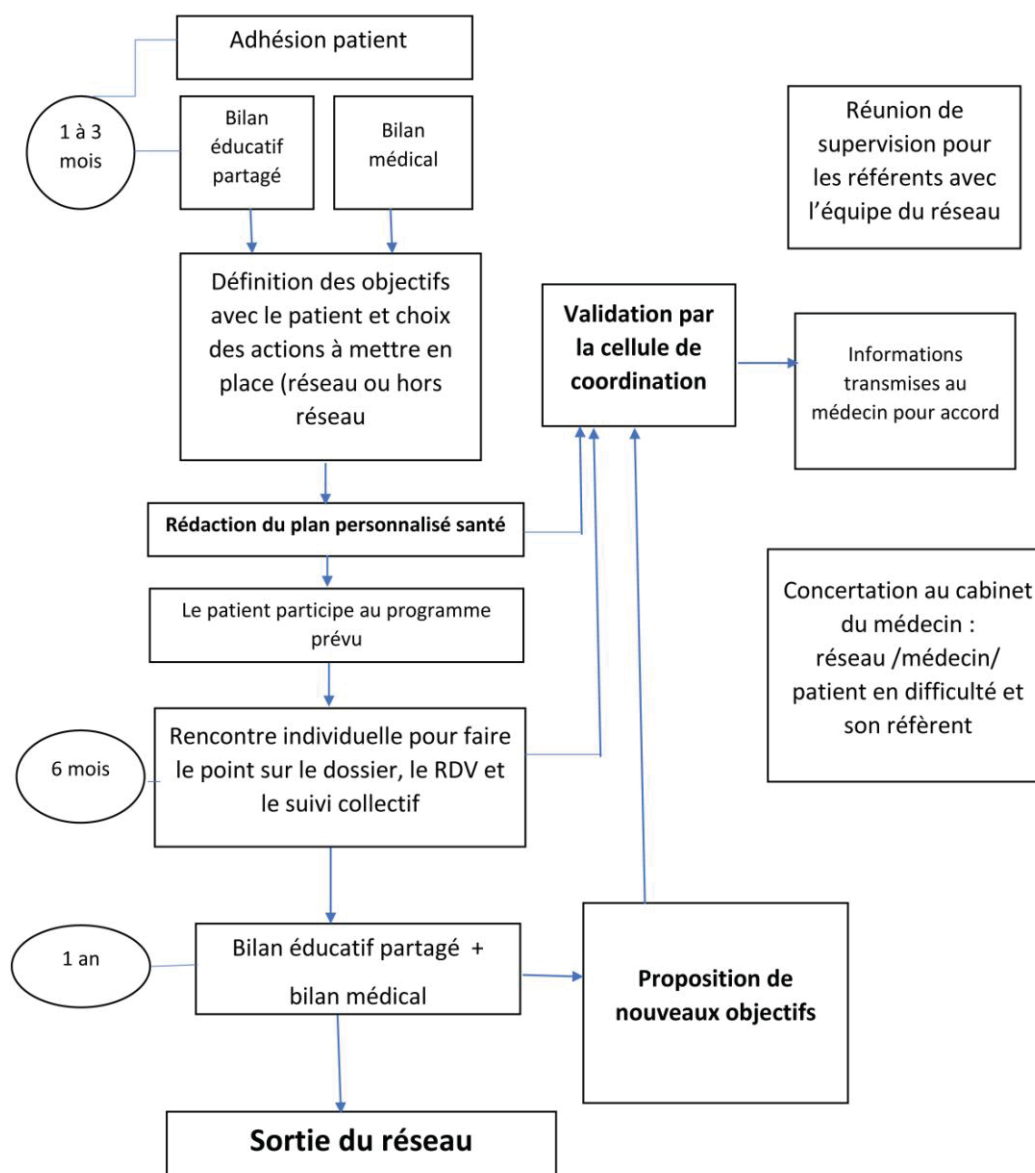 Adhésion patient
1 à 3
mois
Bilan
éducatif
partagé
Bilan
médical
Réunion de
supervision pour
les référents avec
l’équipe du réseau
Définition des objectifs
avec le patient et choix
des actions à mettre en
place (réseau ou hors
réseau
Validation par
la cellule de
coordination
Informations
transmises au
médecin pour accord
Rédaction du plan personnalisé santé
Le patient participe au programme
prévu
Concertation au cabinet
du médecin :
réseau /médecin/
patient en difficulté et
son réfèrent
6 mois
Rencontre individuelle pour faire
le point sur le dossier, le RDV et
le suivi collectif
1 an
Bilan éducatif partagé +
bilan médical
Proposition de
nouveaux objectifs
Sortie du réseau